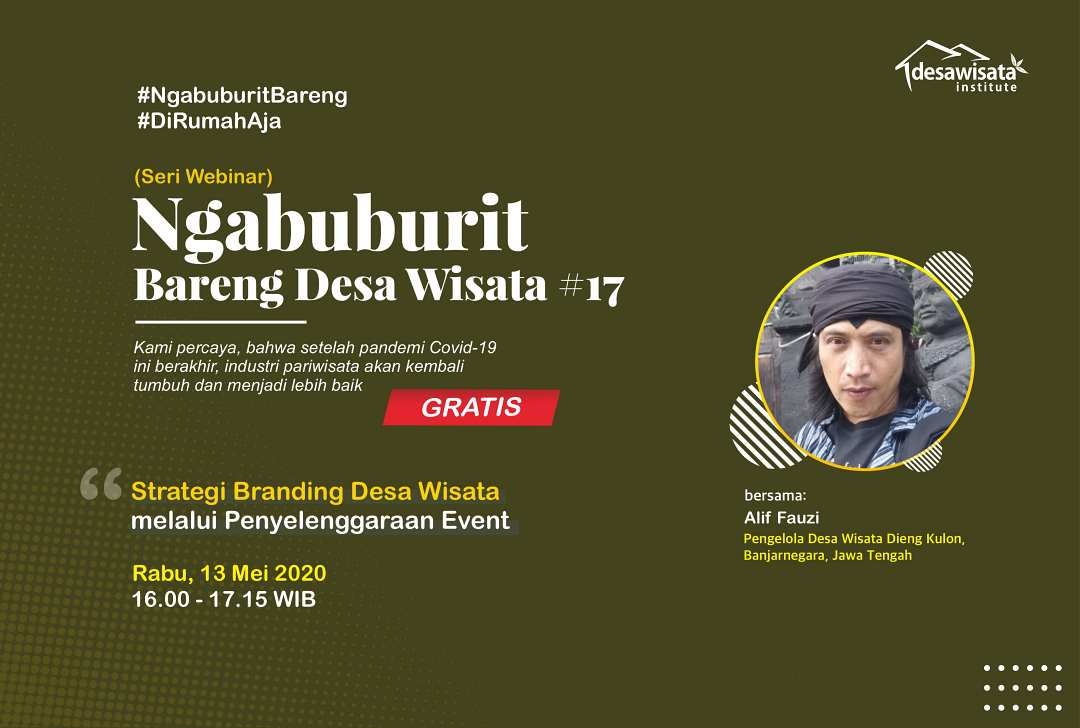 desawisata
institute
#NgabuburitBareng
#DiRumahAja
(Seri Webinar)
Ngabuburit
Bareng Desa Wisata #17
Kami percaya, bahwa setelah pandemi Covid-19
ini berakhir, industri pariwisata akan kembali
tumbuh dan menjadi lebih baik
GRATIS
“Strategi Branding Desa Wisata
melalui Penyelenggaraan Event
Rabu, 13 Mei 2020
16.00 - 17.15 WIB
bersama:
Alif Fauzi
Pengelola Desa Wisata Dieng Kulon,
Banjarnegara, Jawa Tengah